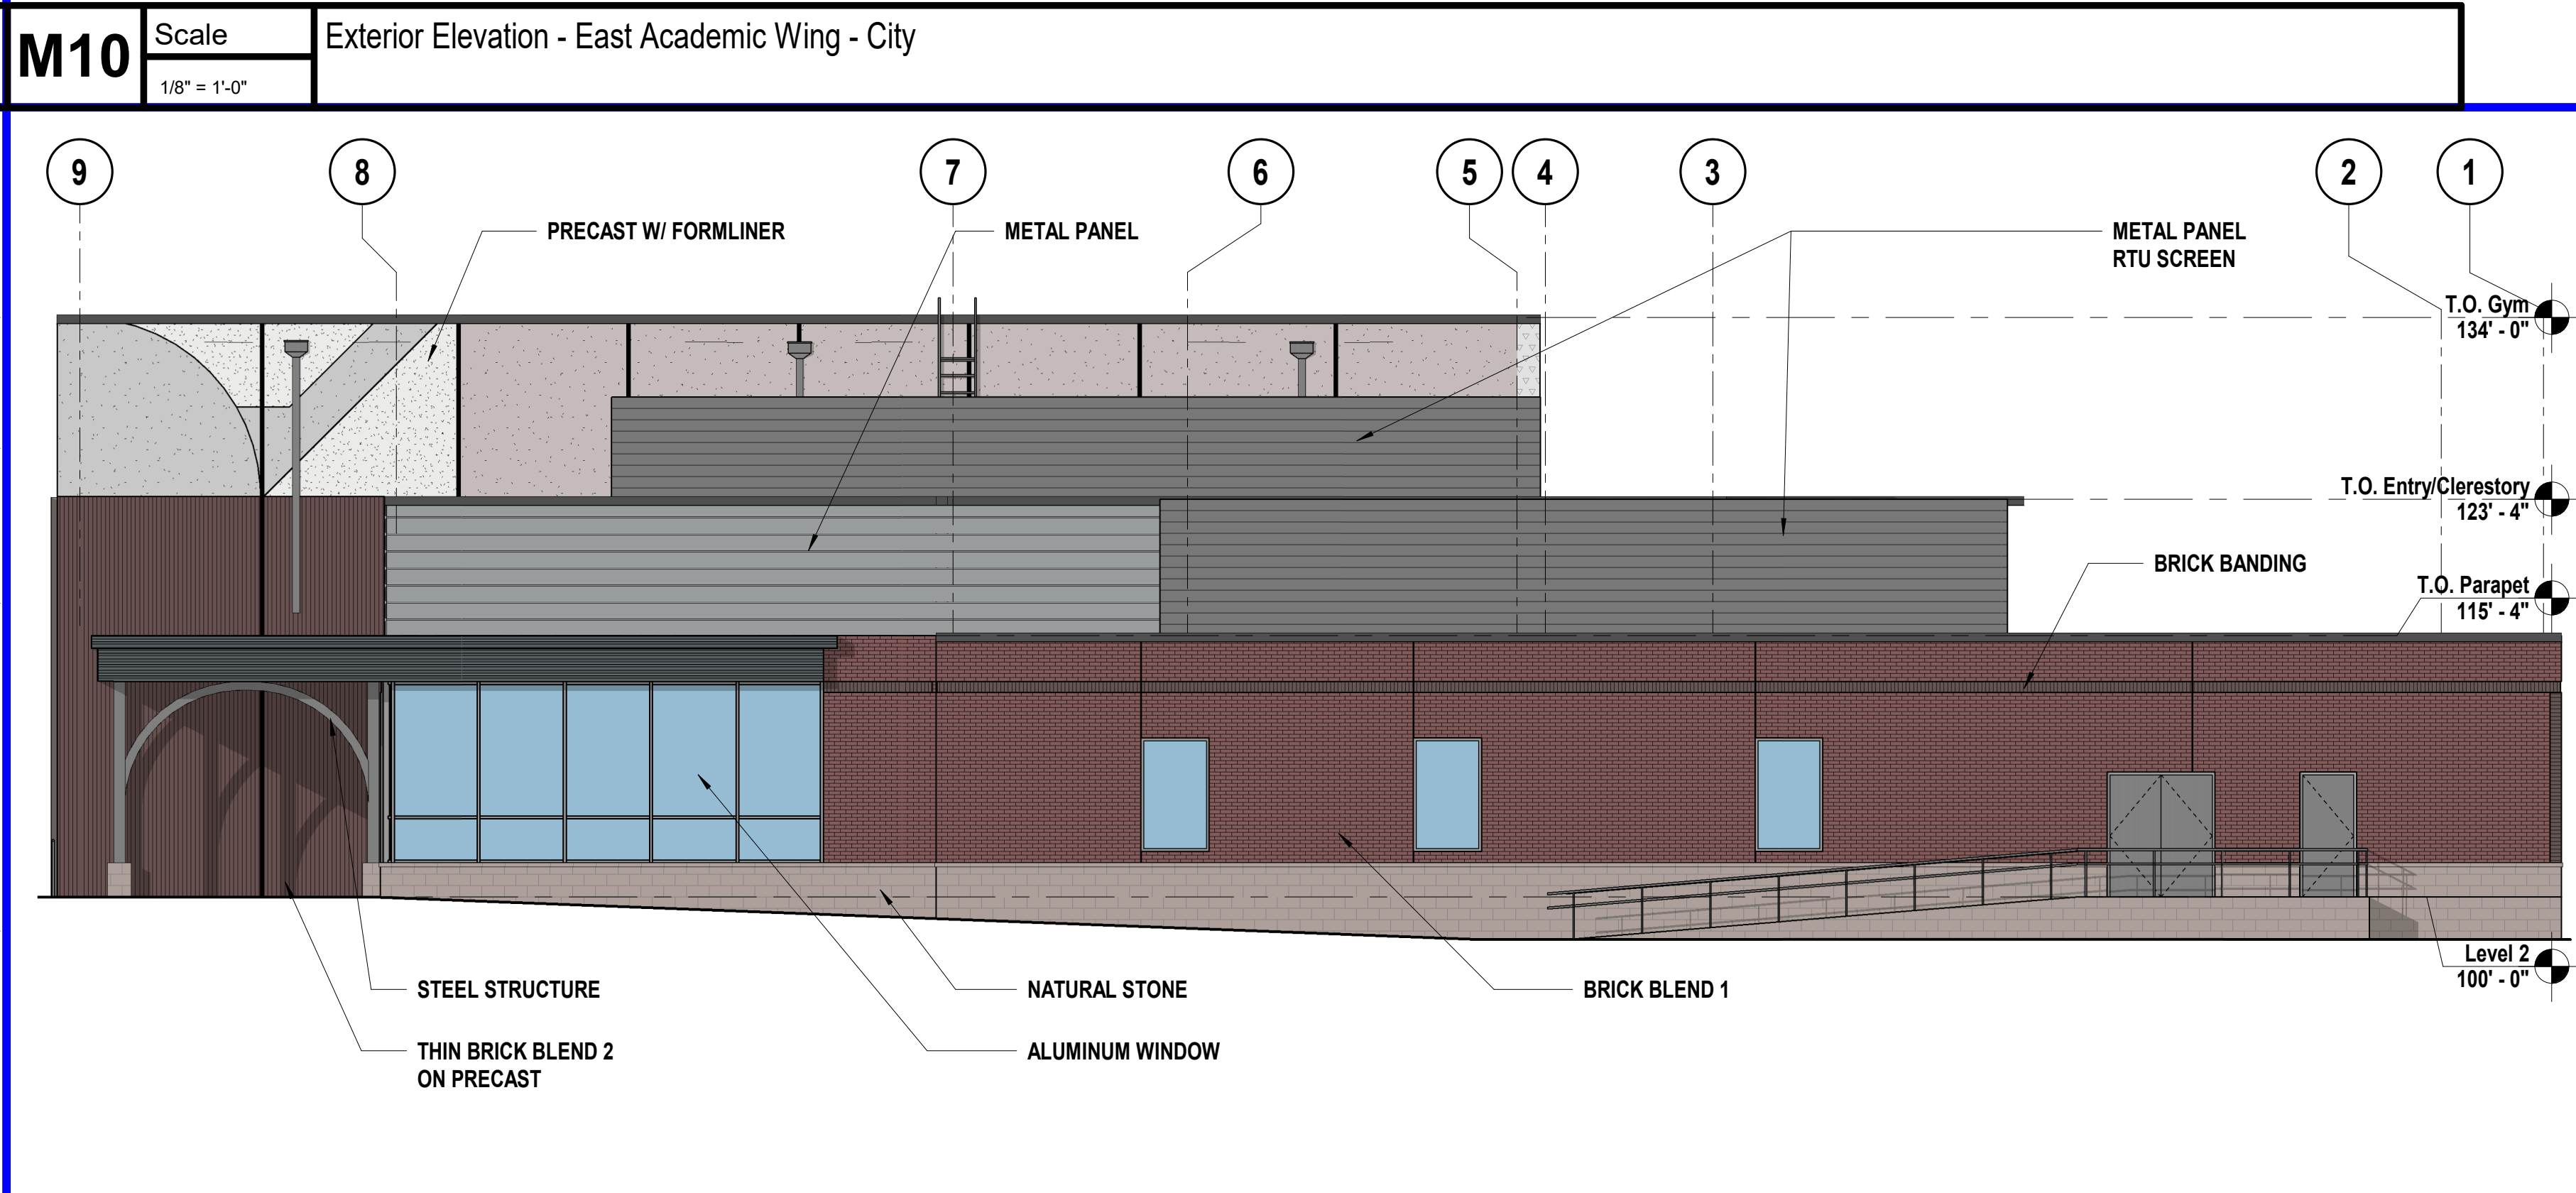 M10
Scale
1/8" = 1'-0"
Exterior Elevation - East Academic Wing - City
9
8
7
6
5
4
3
2
1
PRECAST W/ FORMLINER
METAL PANEL
METAL PANEL
RTU SCREEN
T.O. Gym
134' - 0"
T.O. Entry/Clerestory
123' - 4"
BRICK BANDING
T.O. Parapet
115' - 4"
Level 2
100' - 0"
STEEL STRUCTURE
NATURAL STONE
BRICK BLEND 1
THIN BRICK BLEND 2
ON PRECAST
ALUMINUM WINDOW